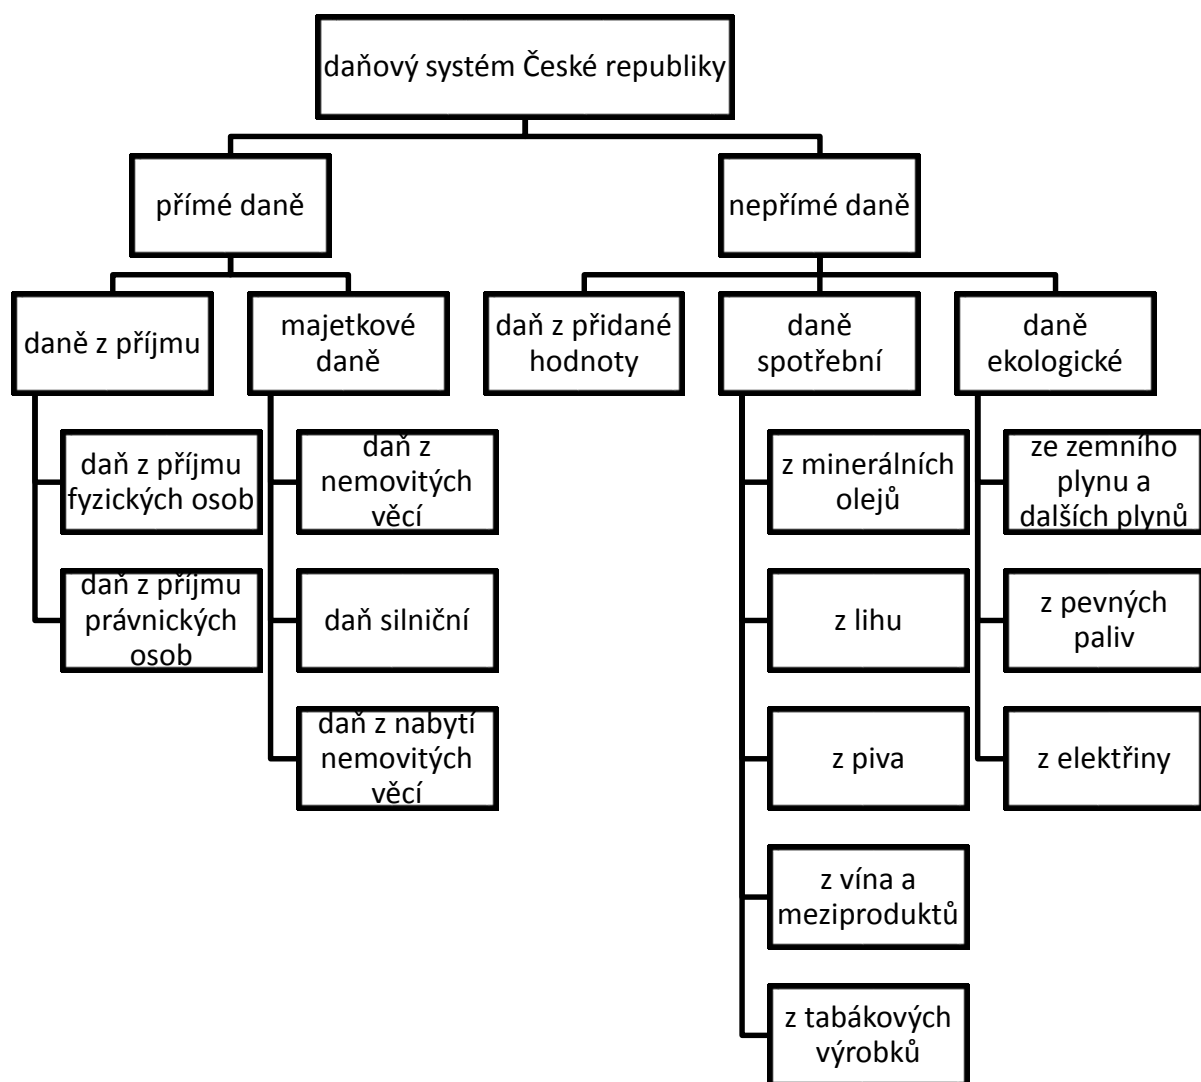 daňový systém České republiky
přímé daně
nepřímé daně
daně z příjmu
majetkové
daně
daň z přidané
hodnoty
daně
spotřební
daně
ekologické
daň z příjmu
fyzických osob
daň z
nemovitých
věcí
z minerálních
olejů
ze zemního
plynu a
dalších plynů
daň z příjmu
právnických
osob
daň silniční
z lihu
z pevných
paliv
daň z nabytí
nemovitých
věcí
z piva
z elektřiny
z vína a
meziproduktů
z tabákových
výrobků